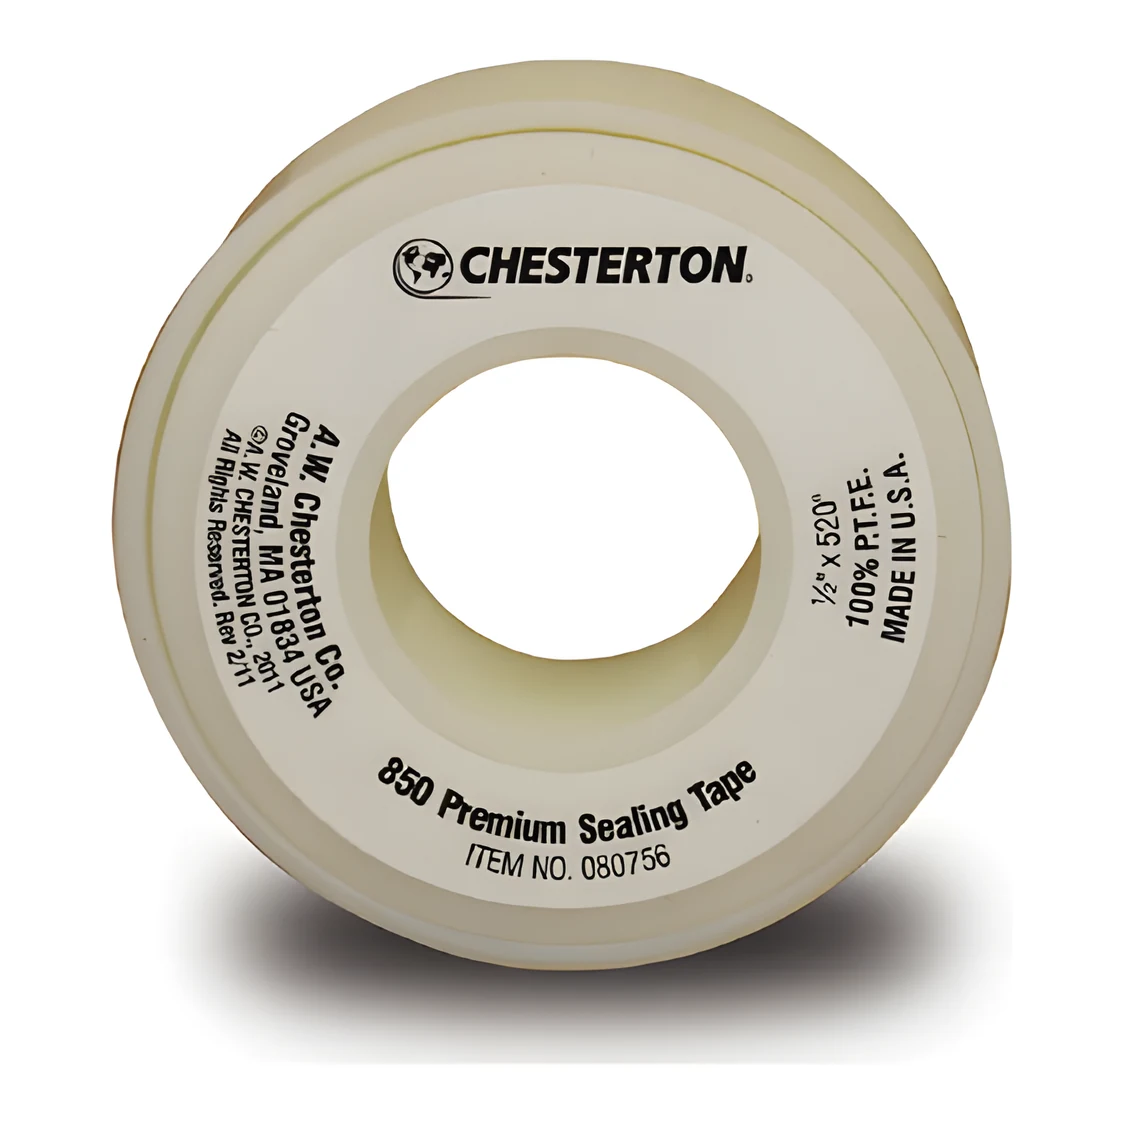 CHESTERTON®
A.W. Chesterton Co.
Groveland, MA 01834 USA
©A.W. CHESTERTON CO., 2011
All Rights Reserved. Rev 2/11
½" x 520"
100% P.T.F.E.
MADE IN U.S.A.
850 Premium Sealing Tape
ITEM NO. 080756